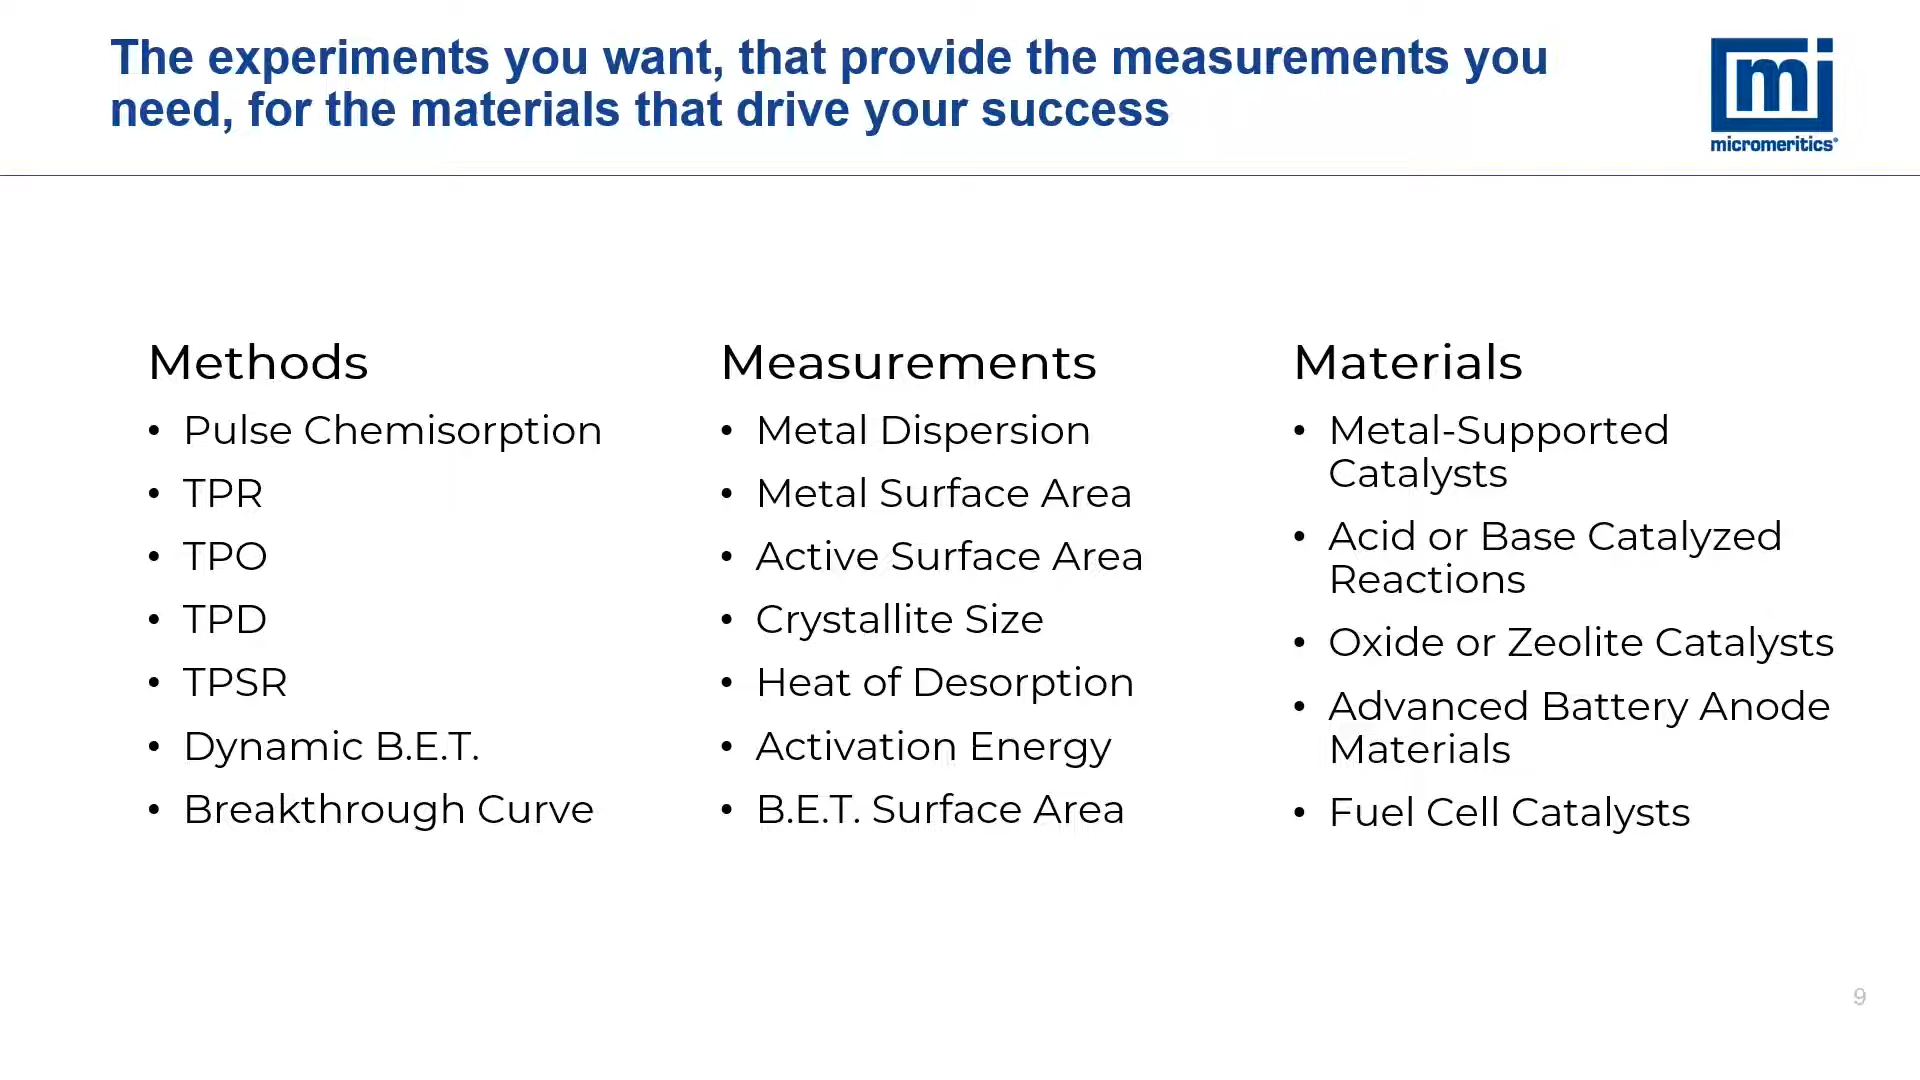 The experiments you want, that provide the measurements you
need, for the materials that drive your success
mi
micromeritics®
Methods
• Pulse Chemisorption
• TPR
• TPO
• TPD
• TPSR
• Dynamic B.E.T.
• Breakthrough Curve
Measurements
• Metal Dispersion
• Metal Surface Area
• Active Surface Area
• Crystallite Size
• Heat of Desorption
• Activation Energy
• B.E.T. Surface Area
Materials
• Metal-Supported
Catalysts
• Acid or Base Catalyzed
Reactions
• Oxide or Zeolite Catalysts
• Advanced Battery Anode
Materials
• Fuel Cell Catalysts
9